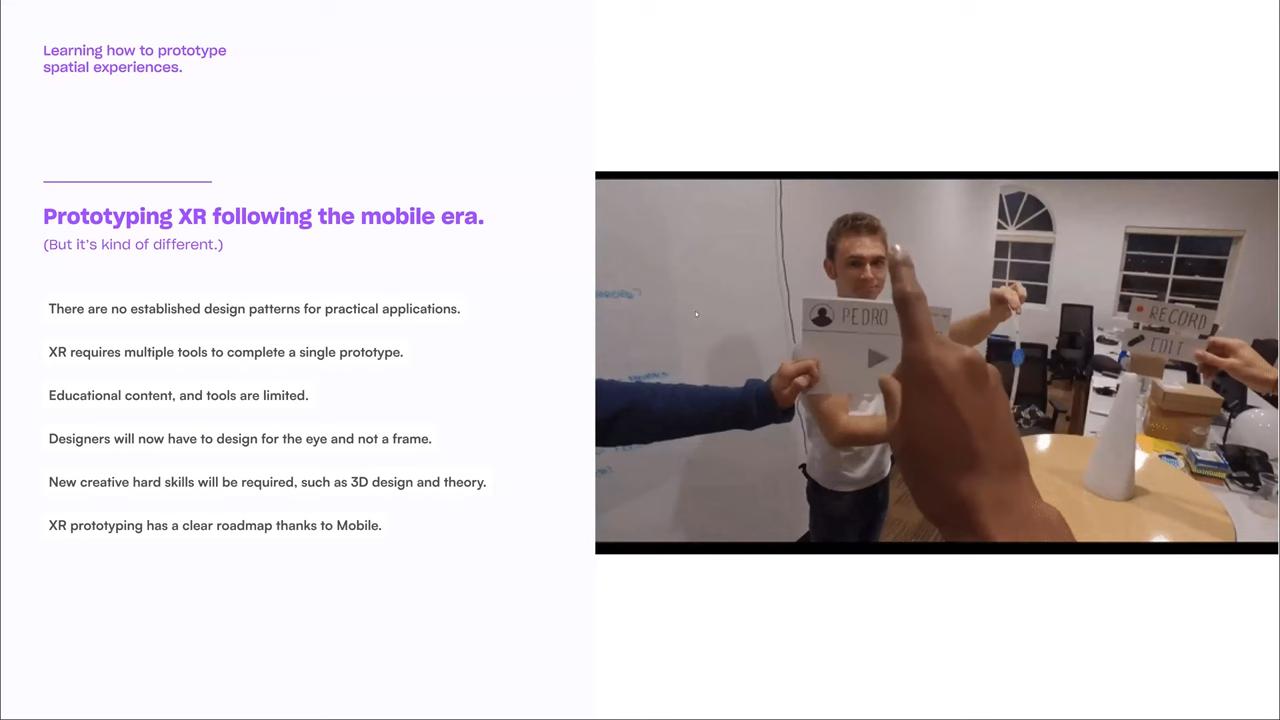 Learning how to prototype
spatial experiences.
Prototyping XR following the mobile era.
(But it's kind of different.)
There are no established design patterns for practical applications.
XR requires multiple tools to complete a single prototype.
Educational content, and tools are limited.
Designers will now have to design for the eye and not a frame.
New creative hard skills will be required, such as 3D design and theory.
XR prototyping has a clear roadmap thanks to Mobile.
PEDRO
RECORD
EDIT